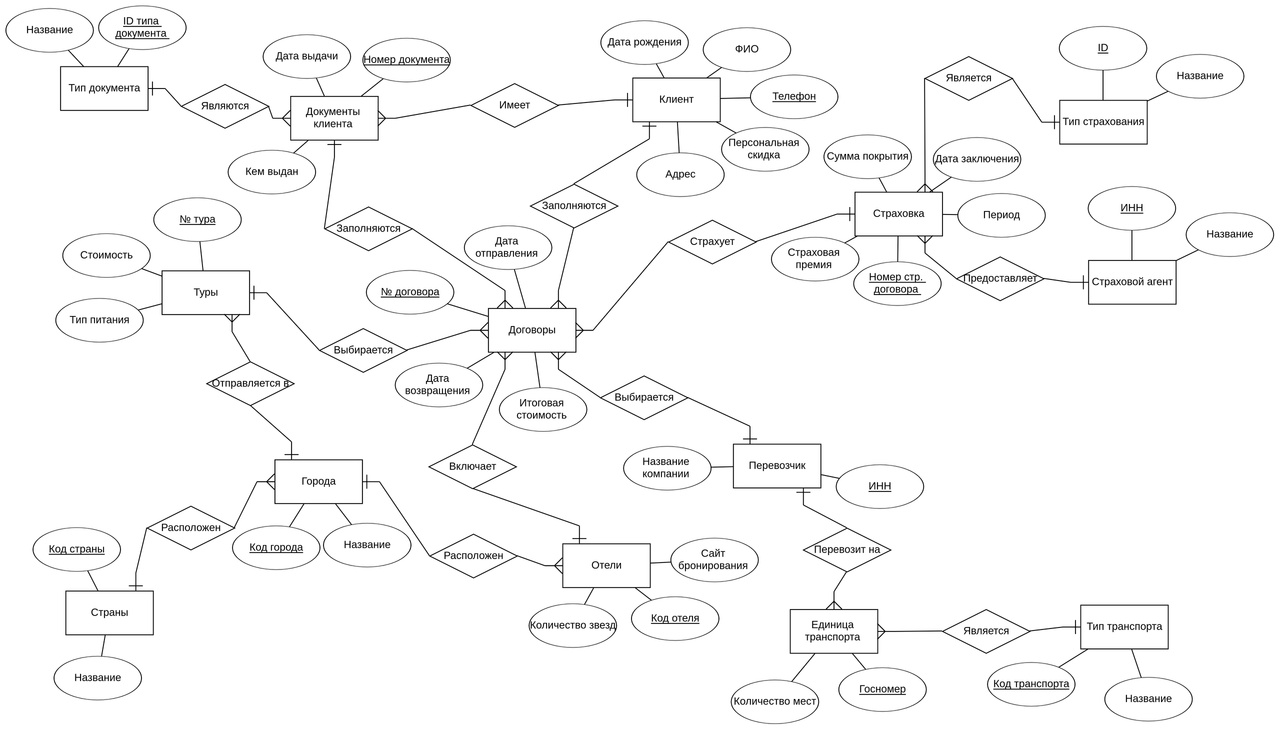 Название
ID типа
документа
Тип документа
Являются
Дата выдачи
Номер документа
Документы
клиента
Кем выдан
Имеет
Дата рождения
ФИО
Клиент
Телефон
Персональная
скидка
Адрес
Является
ID
Название
Тип страхования
Сумма покрытия
Дата заключения
Страховка
Период
Страховая
премия
Номер стр.
договора
Предоставляет
ИНН
Название
Страховой агент
Заполняются
Заполняются
Страхует
№ тура
Стоимость
Туры
Тип питания
Дата
отправления
№ договора
Договоры
Выбирается
Дата
возвращения
Итоговая
стоимость
Отправляется в
Выбирается
Включает
Название
компании
Перевозчик
ИНН
Города
Расположен
Код города
Название
Код страны
Страны
Название
Расположен
Отели
Сайт
бронирования
Количество звезд
Код отеля
Перевозит на
Единица
транспорта
Является
Тип транспорта
Количество мест
Госномер
Код транспорта
Название